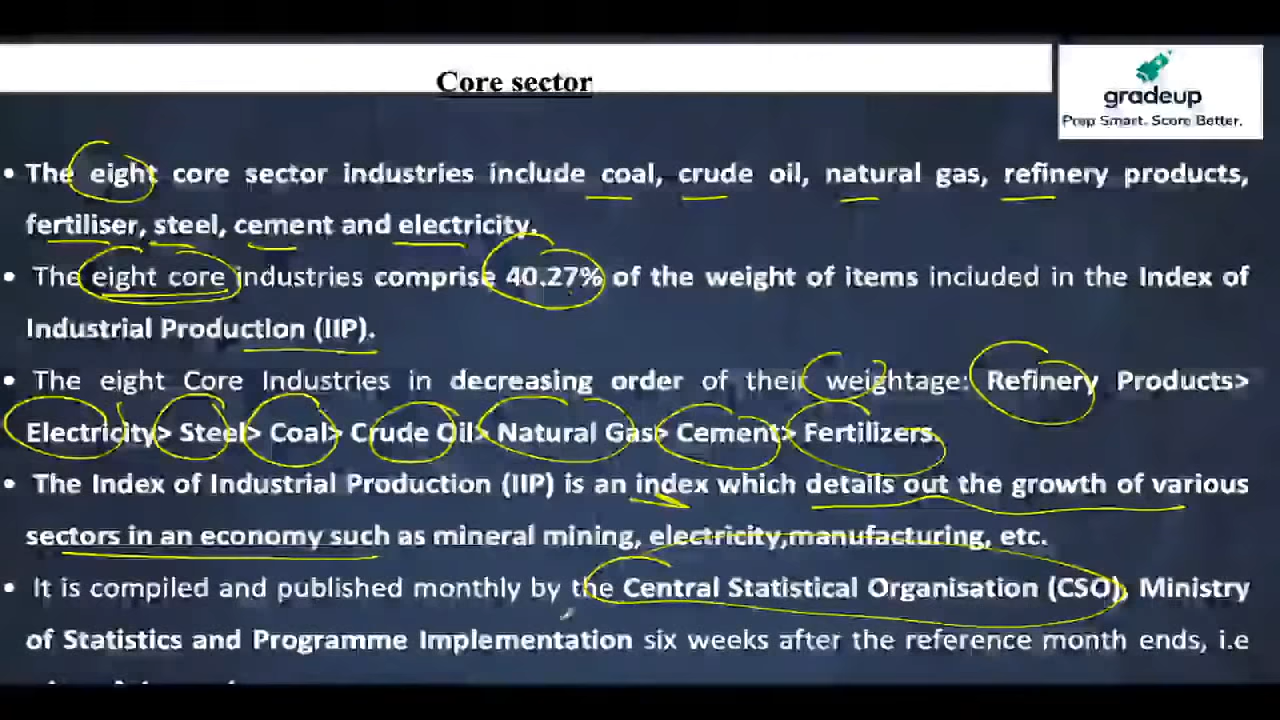 Core sector
gradeup
Prep Smart. Score Better.
• The eight core sector industries include coal, crude oil, natural gas, refinery products,
fertiliser, steel, cement and electricity.
• The eight core industries comprise 40.27% of the weight of items included in the Index of
Industrial Production (IIP).
• The eight Core Industries in decreasing order of their weightage: Refinery Products>
Electricity> Steel> Coal> Crude Oil> Natural Gas> Cement> Fertilizers.
• The Index of Industrial Production (IIP) is an index which details out the growth of various
sectors in an economy such as mineral mining, electricity,manufacturing, etc.
• It is compiled and published monthly by the Central Statistical Organisation (CSO), Ministry
of Statistics and Programme Implementation six weeks after the reference month ends, i.e